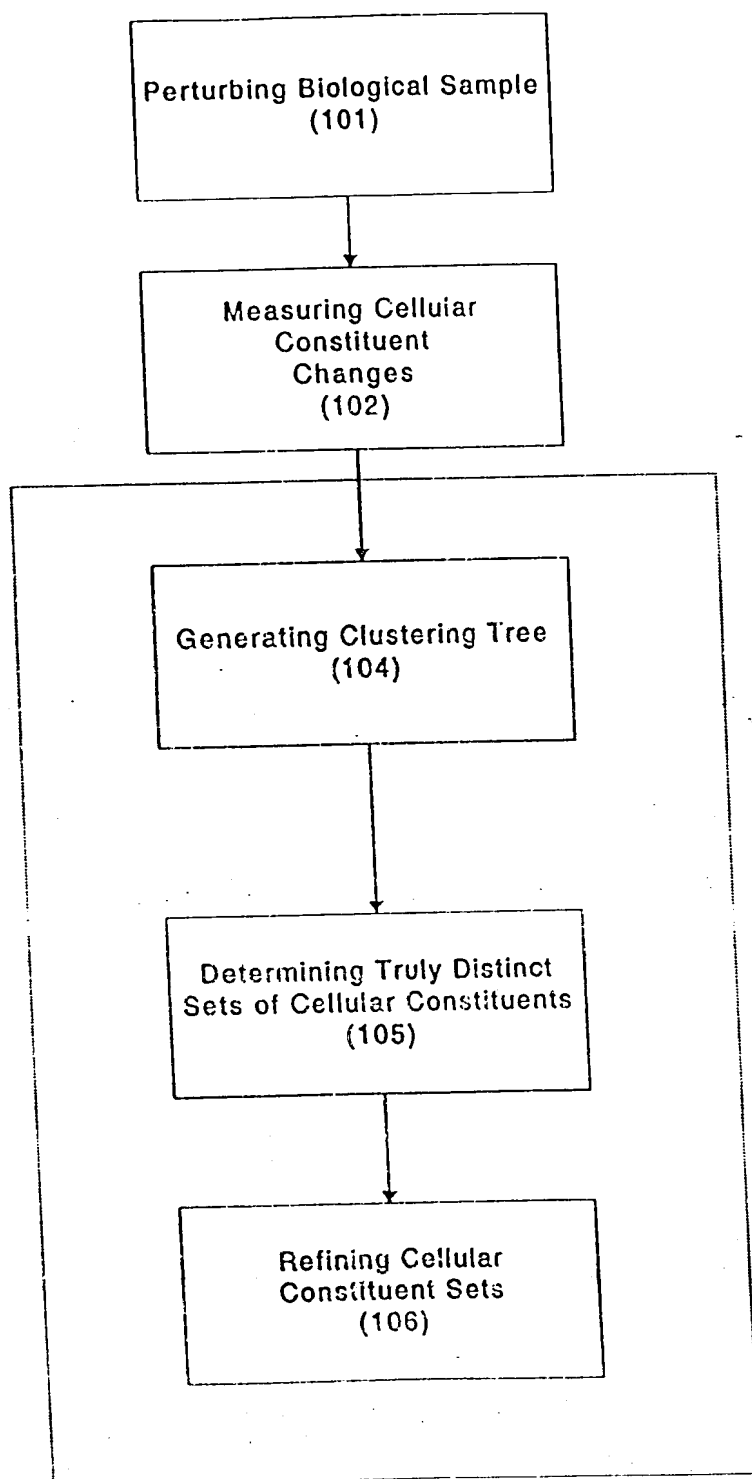 Perturbing Biological Sample
(101)
Measuring Cellular
Constituent
Changes
(102)
Generating Clustering Tree
(104)
Determining Truly Distinct
Sets of Cellular Constituents
(105)
Refining Cellular
Constituent Sets
(106)